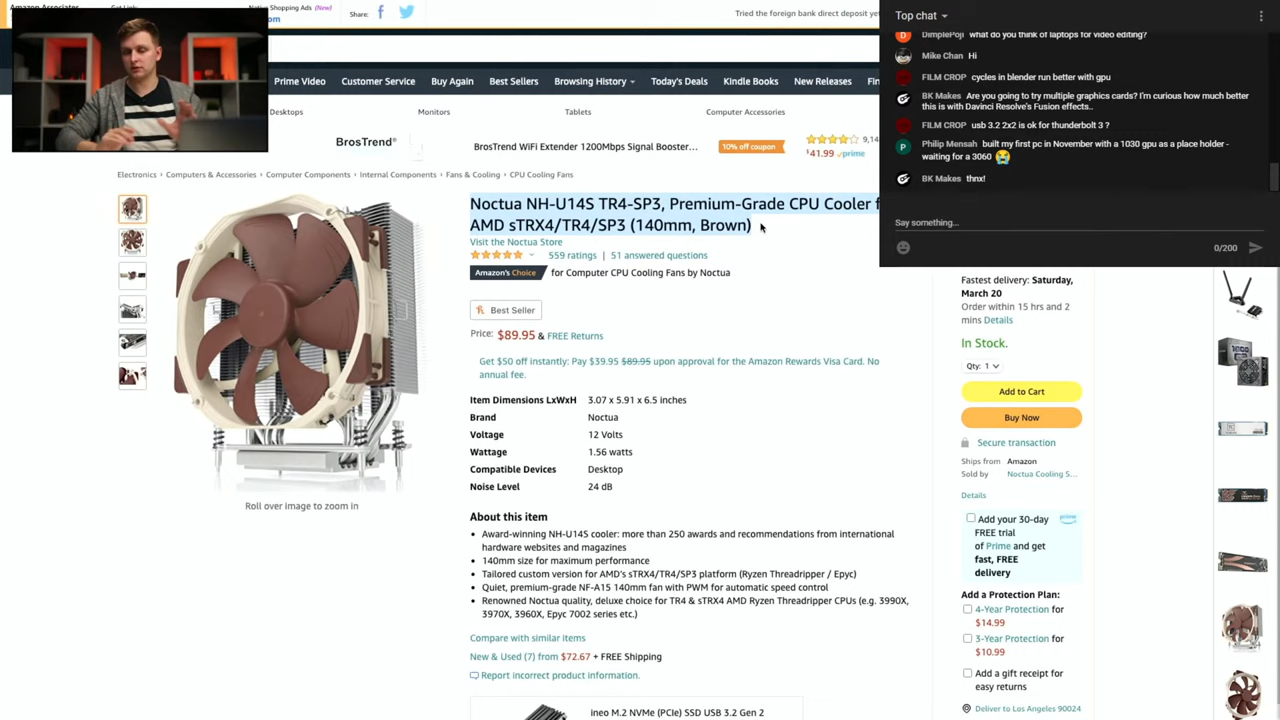 Amazon Associates
Get Link:
Native Shopping Ads (New)
Share:
Tried the foreign bank direct deposit yet
Top chat
DimplePoji what do you think of laptops for video editing?
Mike Chan Hi
FILM CROP cycles in blender run better with gpu
BK Makes Are you going to try multiple graphics cards? I'm curious how much better
this is with Davinci Resolve's Fusion effects..
FILM CROP usb 3.2 2x2 is ok for thunderbolt 3 ?
Philip Mensah built my first pc in November with a 1030 gpu as a place holder -
waiting for a 3060
BK Makes thnx!
Say something...
0/200
Prime Video
Customer Service
Buy Again
Best Sellers
Browsing History
Today's Deals
Kindle Books
New Releases
Fin
Desktops
Monitors
Tablets
Computer Accessories
BrosTrend®
BrosTrend WiFi Extender 1200Mbps Signal Booster...
10% off coupon
9,14
$41.99 prime
Electronics › Computers & Accessories › Computer Components › Internal Components › Fans & Cooling › CPU Cooling Fans
Noctua NH-U14S TR4-SP3, Premium-Grade CPU Cooler f
AMD sTRX4/TR4/SP3 (140mm, Brown)
Visit the Noctua Store
559 ratings | 51 answered questions
Amazon's Choice for Computer CPU Cooling Fans by Noctua
Best Seller
Price: $89.95 & FREE Returns
Get $50 off instantly: Pay $39.95 $89.95 upon approval for the Amazon Rewards Visa Card. No
annual fee.
Item Dimensions LxWxH 3.07 x 5.91 x 6.5 inches
Brand Noctua
Voltage 12 Volts
Wattage 1.56 watts
Compatible Devices Desktop
Noise Level 24 dB
Roll over image to zoom in
About this item
• Award-winning NH-U14S cooler: more than 250 awards and recommendations from international
hardware websites and magazines
• 140mm size for maximum performance
• Tailored custom version for AMD's sTRX4/TR4/SP3 platform (Ryzen Threadripper / Epyc)
• Quiet, premium-grade NF-A15 140mm fan with PWM for automatic speed control
• Renowned Noctua quality, deluxe choice for TR4 & sTRX4 AMD Ryzen Threadripper CPUs (e.g. 3990X,
3970X, 3960X, Epyc 7002 series etc.)
Compare with similar items
New & Used (7) from $72.67 + FREE Shipping
Report incorrect product information.
ineo M.2 NVMe (PCIe) SSD USB 3.2 Gen 2
Fastest delivery: Saturday,
March 20
Order within 15 hrs and 2
mins Details
In Stock.
Qty: 1
Add to Cart
Buy Now
Secure transaction
Ships from Amazon
Sold by Noctua Cooling S...
Details
Add your 30-day
FREE trial
of Prime and get
fast, FREE
delivery
prime
Add a Protection Plan:
4-Year Protection for
$14.99
3-Year Protection for
$10.99
Add a gift receipt for
easy returns
Deliver to Los Angeles 90024